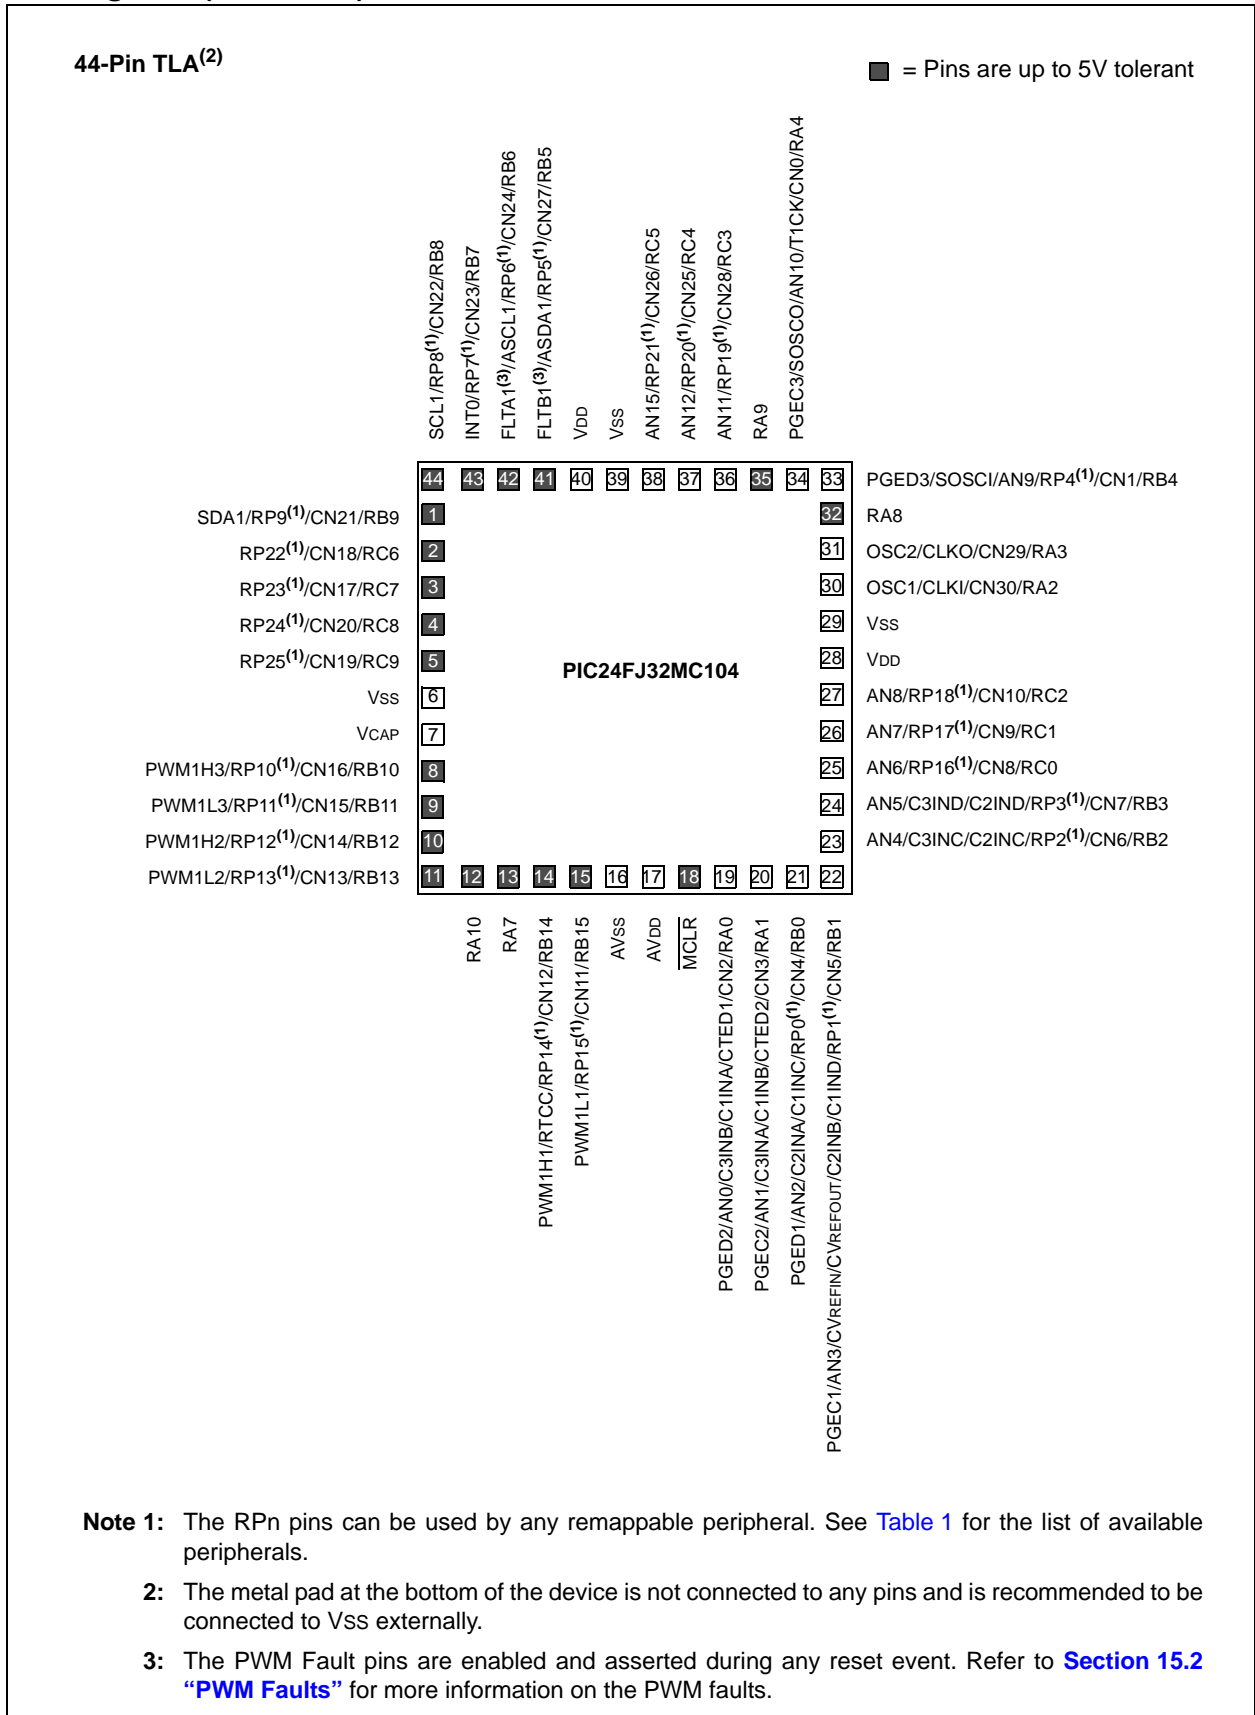 44-Pin TLA(2)
= Pins are up to 5V tolerant
SCL1/RP8(1)/CN22/RB8
INT0/RP7(1)/CN23/RB7
FLTA1(3)/ASCL1/RP6(1)/CN24/RB6
FLTB1(3)/ASDA1/RP5(1)/CN27/RB5
VDD
VSS
AN15/RP21(1)/CN26/RC5
AN12/RP20(1)/CN25/RC4
AN11/RP19(1)/CN28/RC3
RA9
PGEC3/SOSCO/AN10/T1CK/CN0/RA4
44 43 42 41 40 39 38 37 36 35 34 33 PGED3/SOSCI/AN9/RP4(1)/CN1/RB4
SDA1/RP9(1)/CN21/RB9 1 32 RA8
RP22(1)/CN18/RC6 2 31 OSC2/CLKO/CN29/RA3
RP23(1)/CN17/RC7 3 30 OSC1/CLKI/CN30/RA2
RP24(1)/CN20/RC8 4 29 VSS
RP25(1)/CN19/RC9 5 PIC24FJ32MC104 28 VDD
VSS 6 27 AN8/RP18(1)/CN10/RC2
VCAP 7 26 AN7/RP17(1)/CN9/RC1
PWM1H3/RP10(1)/CN16/RB10 8 25 AN6/RP16(1)/CN8/RC0
PWM1L3/RP11(1)/CN15/RB11 9 24 AN5/C3IND/C2IND/RP3(1)/CN7/RB3
PWM1H2/RP12(1)/CN14/RB12 10 23 AN4/C3INC/C2INC/RP2(1)/CN6/RB2
PWM1L2/RP13(1)/CN13/RB13 11 12 13 14 15 16 17 18 19 20 21 22
RA10
RA7
PWM1H1/RTCC/RP14(1)/CN12/RB14
PWM1L1/RP15(1)/CN11/RB15
AVSS
AVDD
MCLR
PGED2/AN0/C3INB/C1INA/CTED1/CN2/RA0
PGEC2/AN1/C3INA/C1INB/CTED2/CN3/RA1
PGED1/AN2/C2INA/C1INC/RP0(1)/CN4/RB0
PGEC1/AN3/CVREFIN/CVREFOUT/C2INB/C1IND/RP1(1)/CN5/RB1
Note 1: The RPn pins can be used by any remappable peripheral. See Table 1 for the list of available
peripherals.
2: The metal pad at the bottom of the device is not connected to any pins and is recommended to be
connected to VSS externally.
3: The PWM Fault pins are enabled and asserted during any reset event. Refer to Section 15.2
“PWM Faults” for more information on the PWM faults.